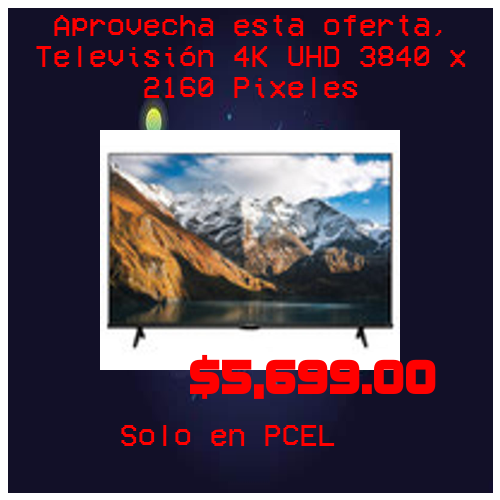 Aprovecha esta oferta,
Televisión 4K UHD 3840 x
2160 Pixeles
$5,699.00
Solo en PCEL